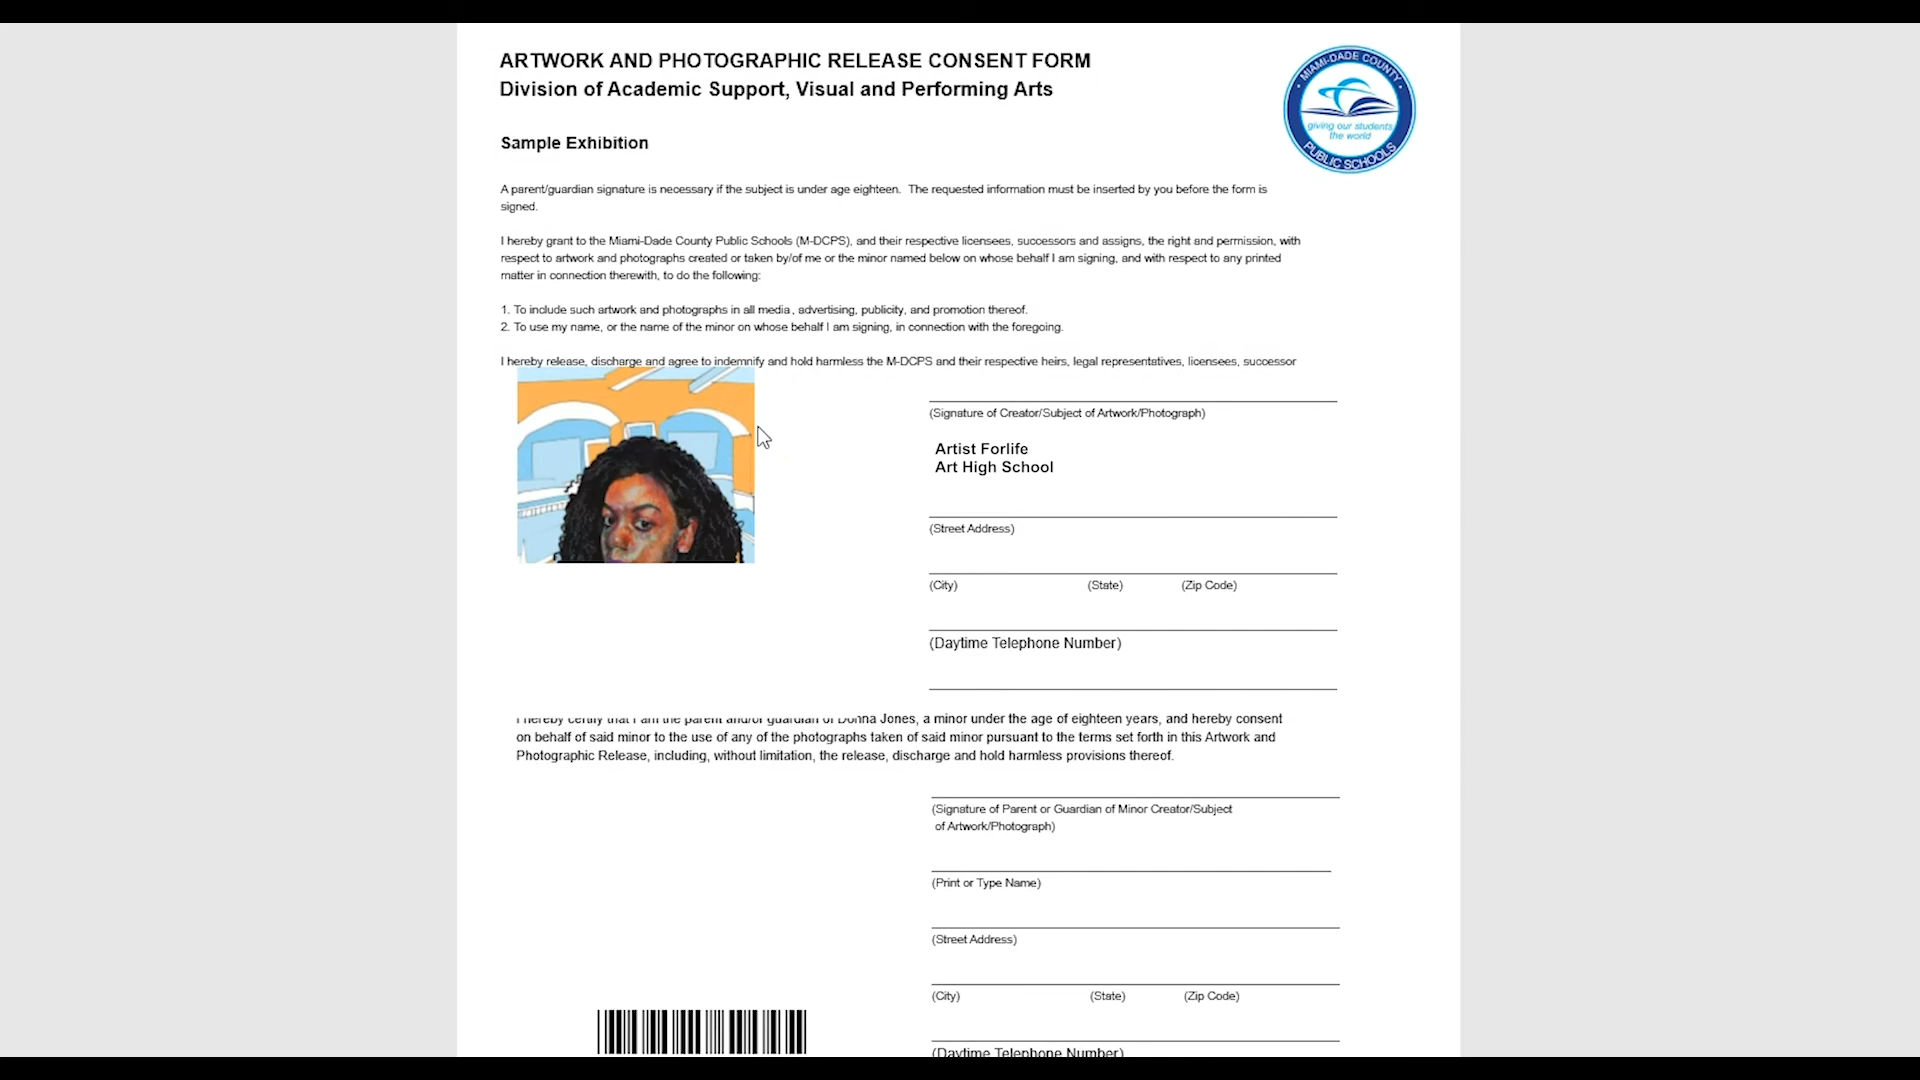 ARTWORK AND PHOTOGRAPHIC RELEASE CONSENT FORM
Division of Academic Support, Visual and Performing Arts
MIAMI-DADE COUNTY
giving our students
the world
PUBLIC SCHOOLS
Sample Exhibition
A parent/guardian signature is necessary if the subject is under age eighteen. The requested information must be inserted by you before the form is
signed.
I hereby grant to the Miami-Dade County Public Schools (M-DCPS), and their respective licensees, successors and assigns, the right and permission, with
respect to artwork and photographs created or taken by/of me or the minor named below on whose behalf I am signing, and with respect to any printed
matter in connection therewith, to do the following:
1. To include such artwork and photographs in all media, advertising, publicity, and promotion thereof.
2. To use my name, or the name of the minor on whose behalf I am signing, in connection with the foregoing.
I hereby release, discharge and agree to indemnify and hold harmless the M-DCPS and their respective heirs, legal representatives, licensees, successor
(Signature of Creator/Subject of Artwork/Photograph)
Artist Forlife
Art High School
(Street Address)
(City) (State) (Zip Code)
(Daytime Telephone Number)
I hereby certify that I am the parent and/or guardian of Donna Jones, a minor under the age of eighteen years, and hereby consent
on behalf of said minor to the use of any of the photographs taken of said minor pursuant to the terms set forth in this Artwork and
Photographic Release, including, without limitation, the release, discharge and hold harmless provisions thereof.
(Signature of Parent or Guardian of Minor Creator/Subject
of Artwork/Photograph)
(Print or Type Name)
(Street Address)
(City) (State) (Zip Code)
(Daytime Telephone Number)